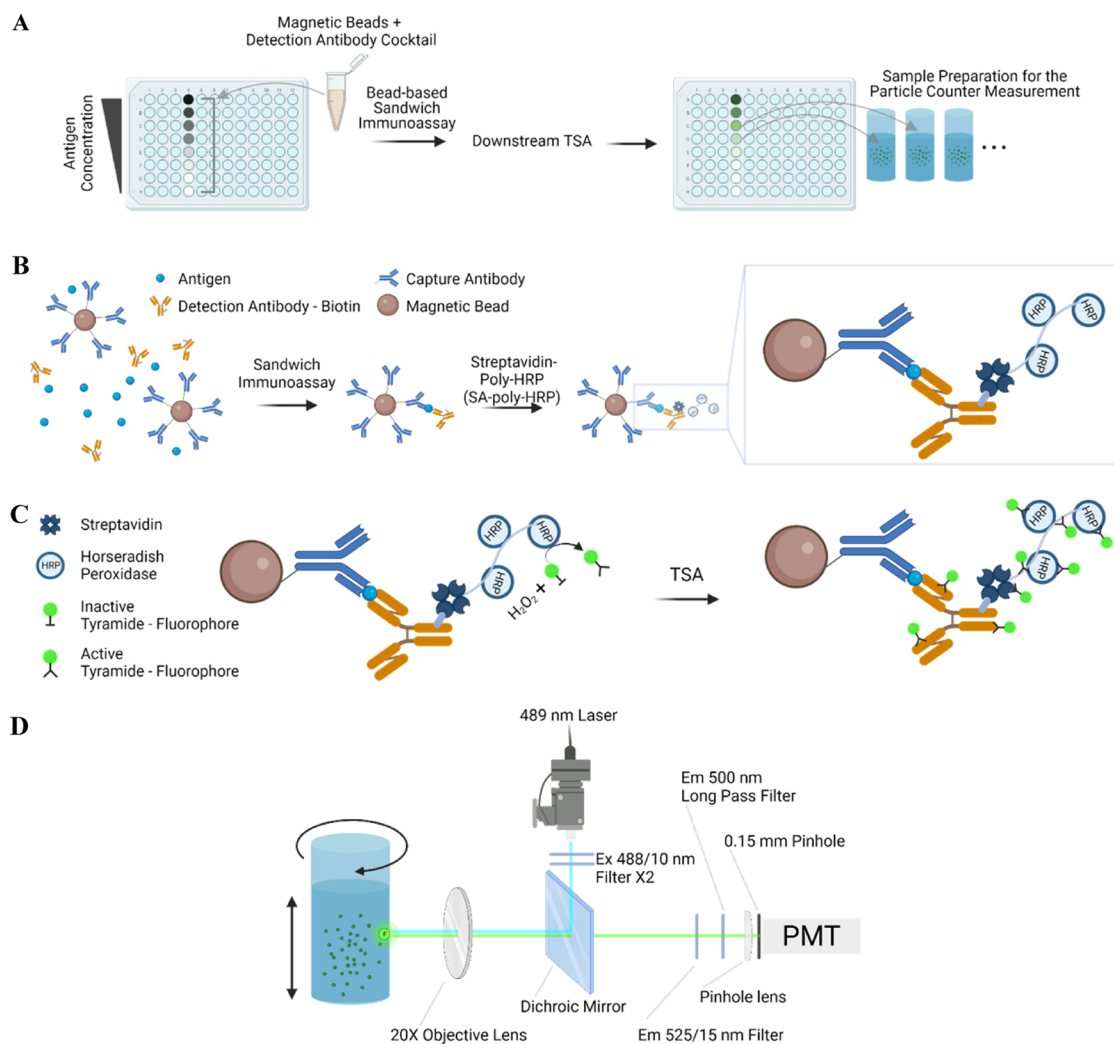 A
Magnetic Beads +
Detection Antibody Cocktail
Antigen
Concentration
Bead-based
Sandwich
Immunoassay
Downstream TSA
Sample Preparation for the
Particle Counter Measurement
...
B
Antigen
Capture Antibody
Detection Antibody - Biotin
Magnetic Bead
Sandwich
Immunoassay
Streptavidin-
Poly-HRP
(SA-poly-HRP)
HRP
HRP
HRP
C
Streptavidin
HRP
Horseradish
Peroxidase
Inactive
Tyramide - Fluorophore
Active
Tyramide - Fluorophore
HRP
HRP
HRP
H₂O₂ +
TSA
HRP
HRP
HRP
D
489 nm Laser
Em 500 nm
Long Pass Filter
0.15 mm Pinhole
Ex 488/10 nm
Filter X2
F
PMT
Dichroic Mirror
Pinhole lens
20X Objective Lens
Em 525/15 nm Filter